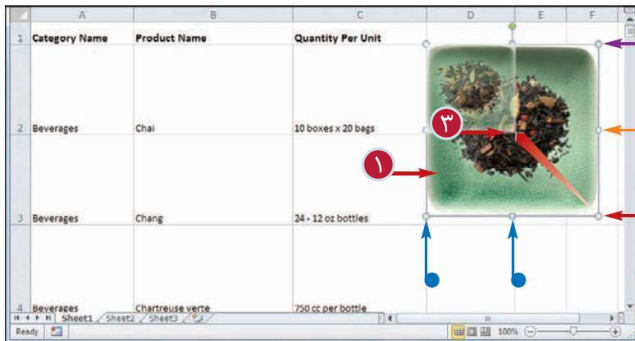 A B C D E F
1 Category Name Product Name Quantity Per Unit
2 Beverages Chai 10 boxes x 20 bags
٣
١
3 Beverages Chang 24 - 12 oz bottles
4 Beverages Chartreuse verte 750 cc per bottle
Sheet1 Sheet2 Sheet3
Ready 100%